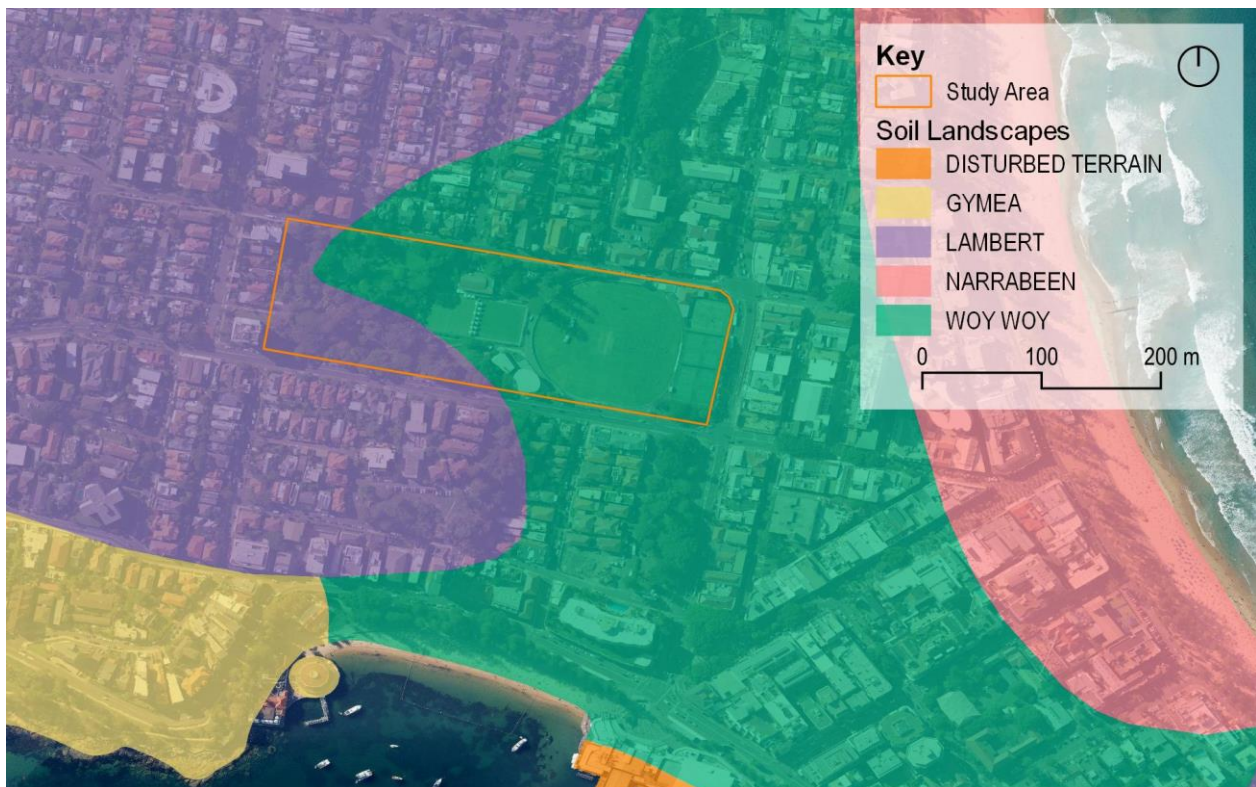 Key
Study Area
Soil Landscapes
DISTURBED TERRAIN
GYMEA
LAMBERT
NARRABEEN
WOY WOY
0 100 200 m